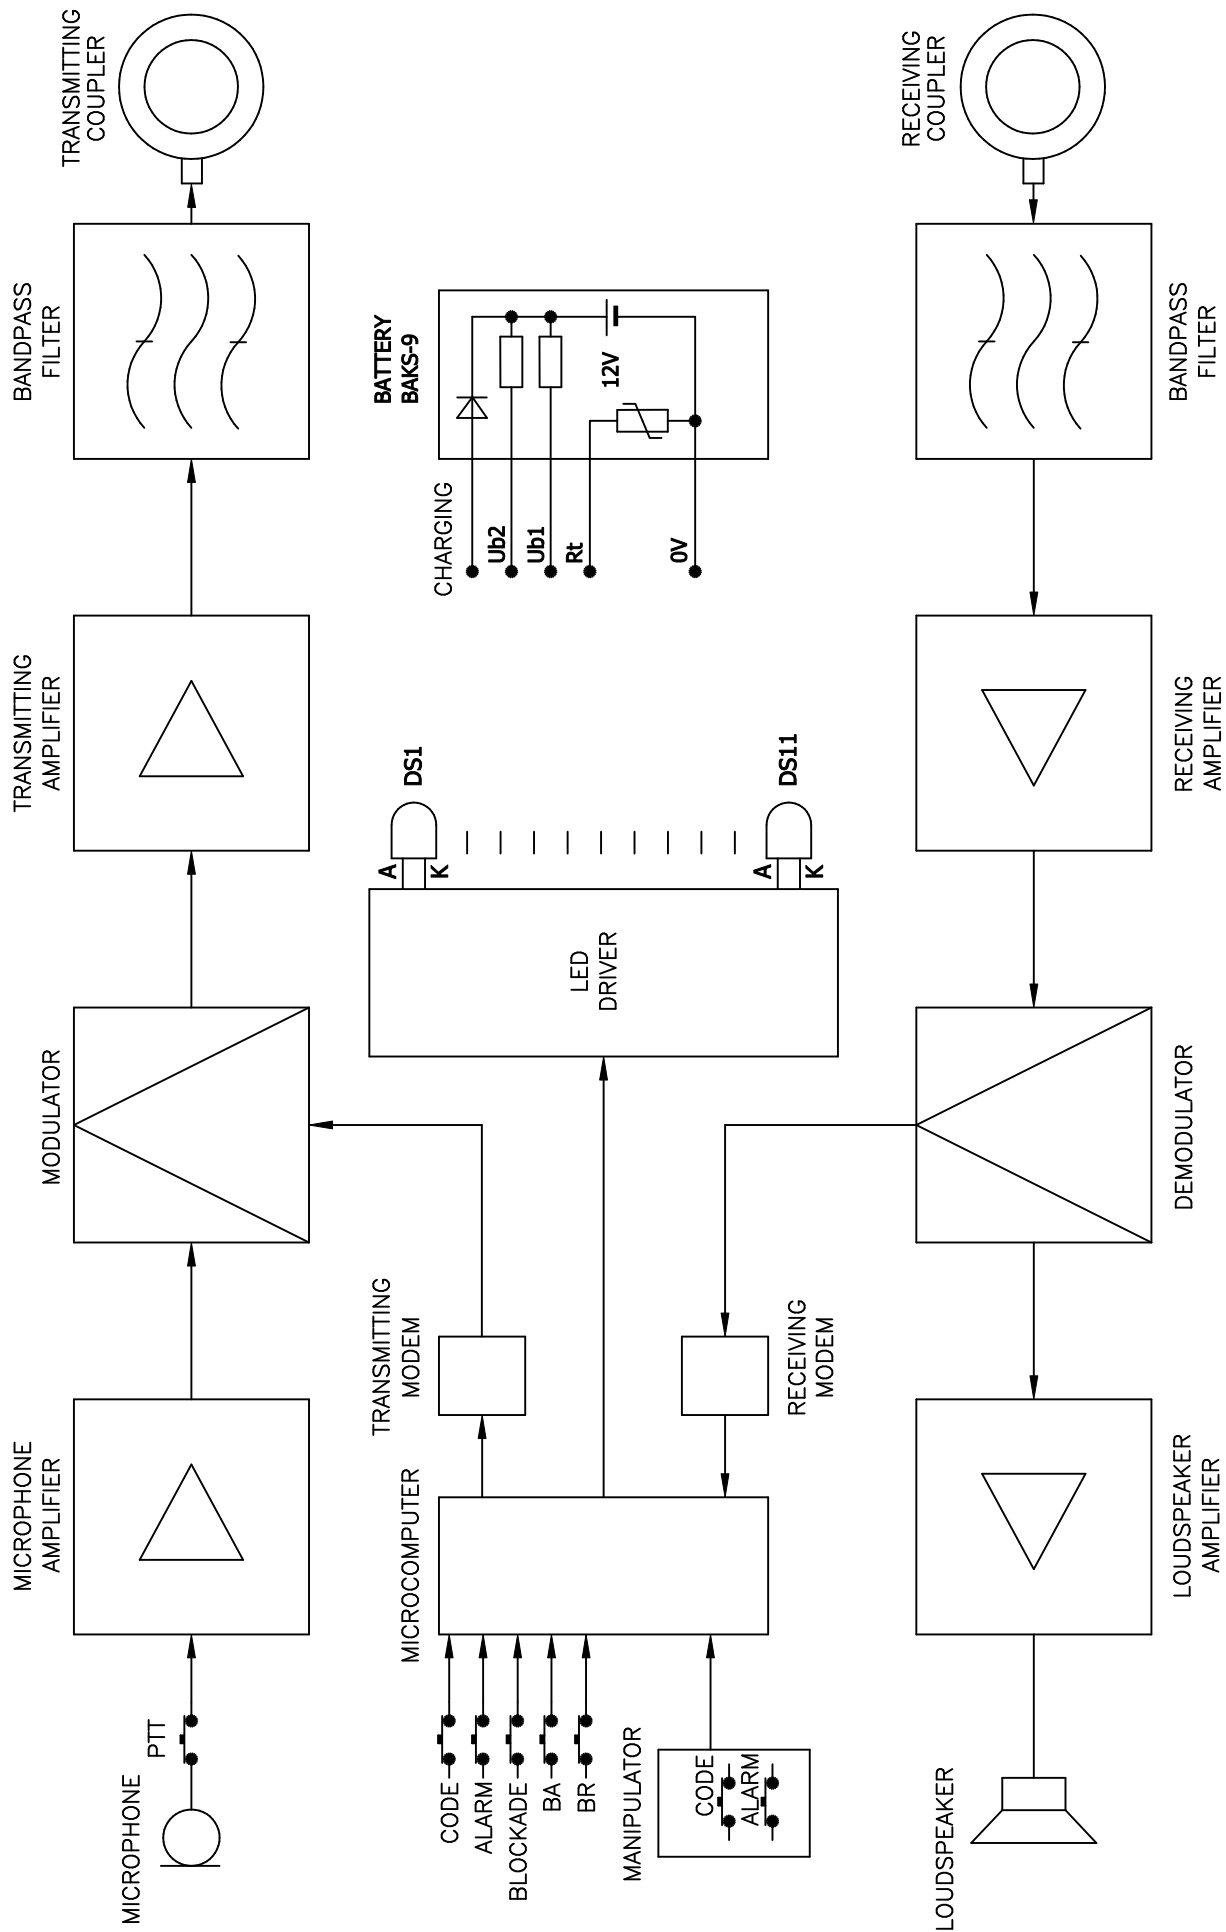 MICROPHONE
PTT
MICROPHONE
AMPLIFIER
MODULATOR
TRANSMITTING
AMPLIFIER
BANDPASS
FILTER
TRANSMITTING
COUPLER
CODE
ALARM
BLOCKADE
BA
BR
MANIPULATOR
CODE
ALARM
MICROCOMPUTER
TRANSMITTING
MODEM
RECEIVING
MODEM
LED
DRIVER
A
K
DS1
A
K
DS11
CHARGING
Ub2
Ub1
Rt
0V
BATTERY
BAKS-9
12V
LOUDSPEAKER
LOUDSPEAKER
AMPLIFIER
DEMODULATOR
RECEIVING
AMPLIFIER
BANDPASS
FILTER
RECEIVING
COUPLER